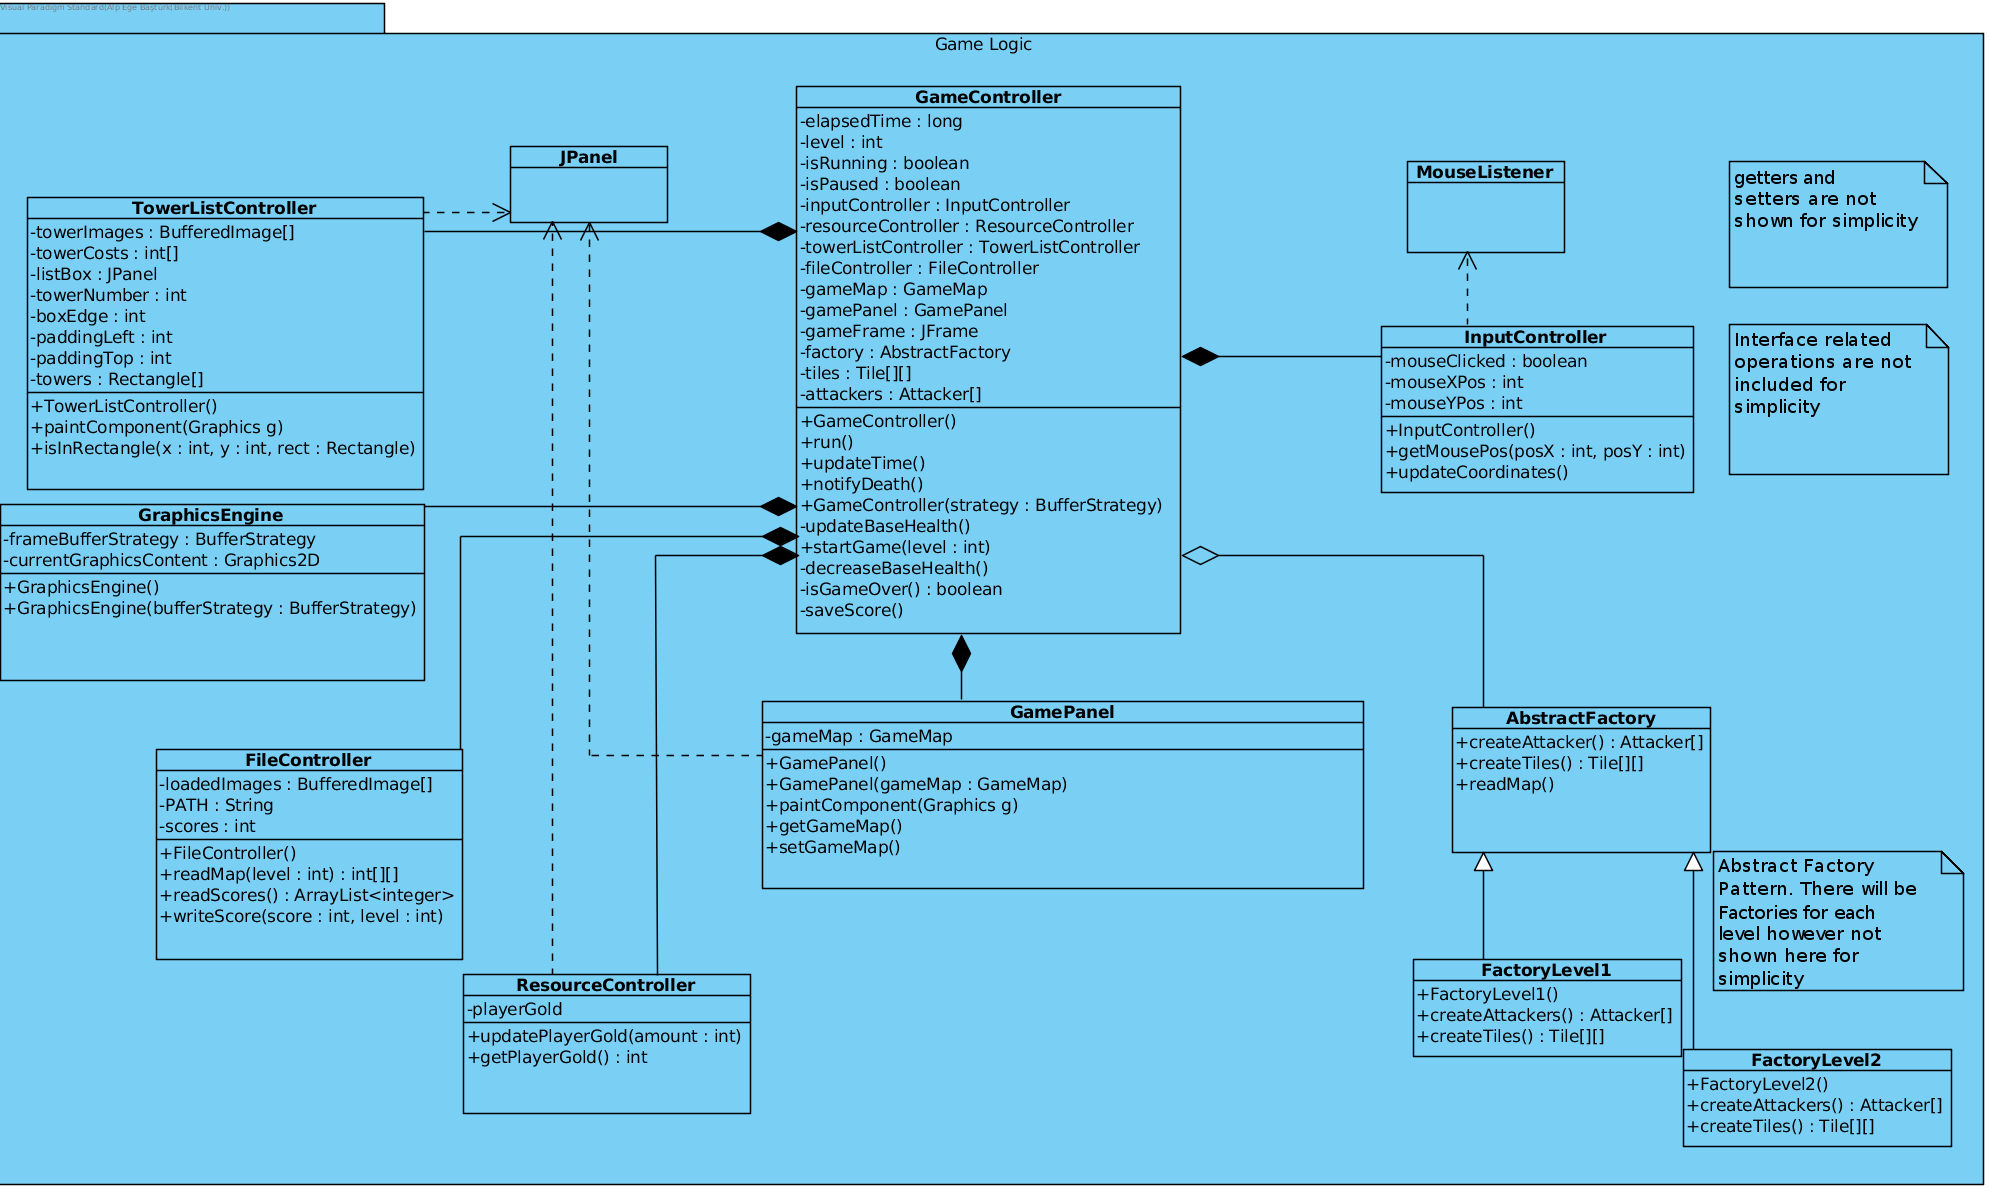 Visual Paradigm Standard(Alp Ege Baştürk(Bilkent Univ.))
Game Logic
GameController
-elapsedTime : long
-level : int
-isRunning : boolean
-isPaused : boolean
-inputController : InputController
-resourceController : ResourceController
-towerListController : TowerListController
-fileController : FileController
-gameMap : GameMap
-gamePanel : GamePanel
-gameFrame : JFrame
-factory : AbstractFactory
-tiles : Tile[][]
-attackers : Attacker[]
+GameController()
+run()
+updateTime()
+notifyDeath()
+GameController(strategy : BufferStrategy)
-updateBaseHealth()
+startGame(level : int)
-decreaseBaseHealth()
-isGameOver() : boolean
-saveScore()
JPanel
MouseListener
getters and
setters are not
shown for simplicity
TowerListController
-towerImages : BufferedImage[]
-towerCosts : int[]
-listBox : JPanel
-towerNumber : int
-boxEdge : int
-paddingLeft : int
-paddingTop : int
-towers : Rectangle[]
+TowerListController()
+paintComponent(Graphics g)
+isInRectangle(x : int, y : int, rect : Rectangle)
InputController
-mouseClicked : boolean
-mouseXPos : int
-mouseYPos : int
+InputController()
+getMousePos(posX : int, posY : int)
+updateCoordinates()
Interface related
operations are not
included for
simplicity
GraphicsEngine
-frameBufferStrategy : BufferStrategy
-currentGraphicsContent : Graphics2D
+GraphicsEngine()
+GraphicsEngine(bufferStrategy : BufferStrategy)
GamePanel
-gameMap : GameMap
+GamePanel()
+GamePanel(gameMap : GameMap)
+paintComponent(Graphics g)
+getGameMap()
+setGameMap()
AbstractFactory
+createAttacker() : Attacker[]
+createTiles() : Tile[][]
+readMap()
FileController
-loadedImages : BufferedImage[]
-PATH : String
-scores : int
+FileController()
+readMap(level : int) : int[][]
+readScores() : ArrayList<integer>
+writeScore(score : int, level : int)
Abstract Factory
Pattern. There will be
Factories for each
level however not
shown here for
simplicity
ResourceController
-playerGold
+updatePlayerGold(amount : int)
+getPlayerGold() : int
FactoryLevel1
+FactoryLevel1()
+createAttackers() : Attacker[]
+createTiles() : Tile[][]
FactoryLevel2
+FactoryLevel2()
+createAttackers() : Attacker[]
+createTiles() : Tile[][]